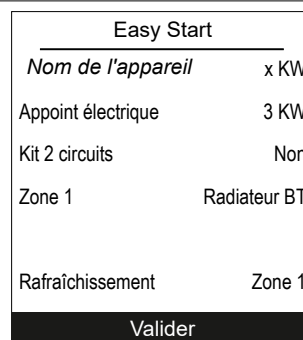 Easy Start
Nom de l'appareil x KW
Appoint électrique 3 KW
Kit 2 circuits Non
Zone 1 Radiateur BT
Rafraîchissement Zone 1
Valider